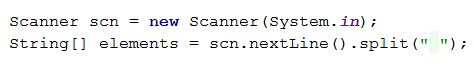 Scanner scn = new Scanner(System.in);
String[] elements = scn.nextLine().split(" ");